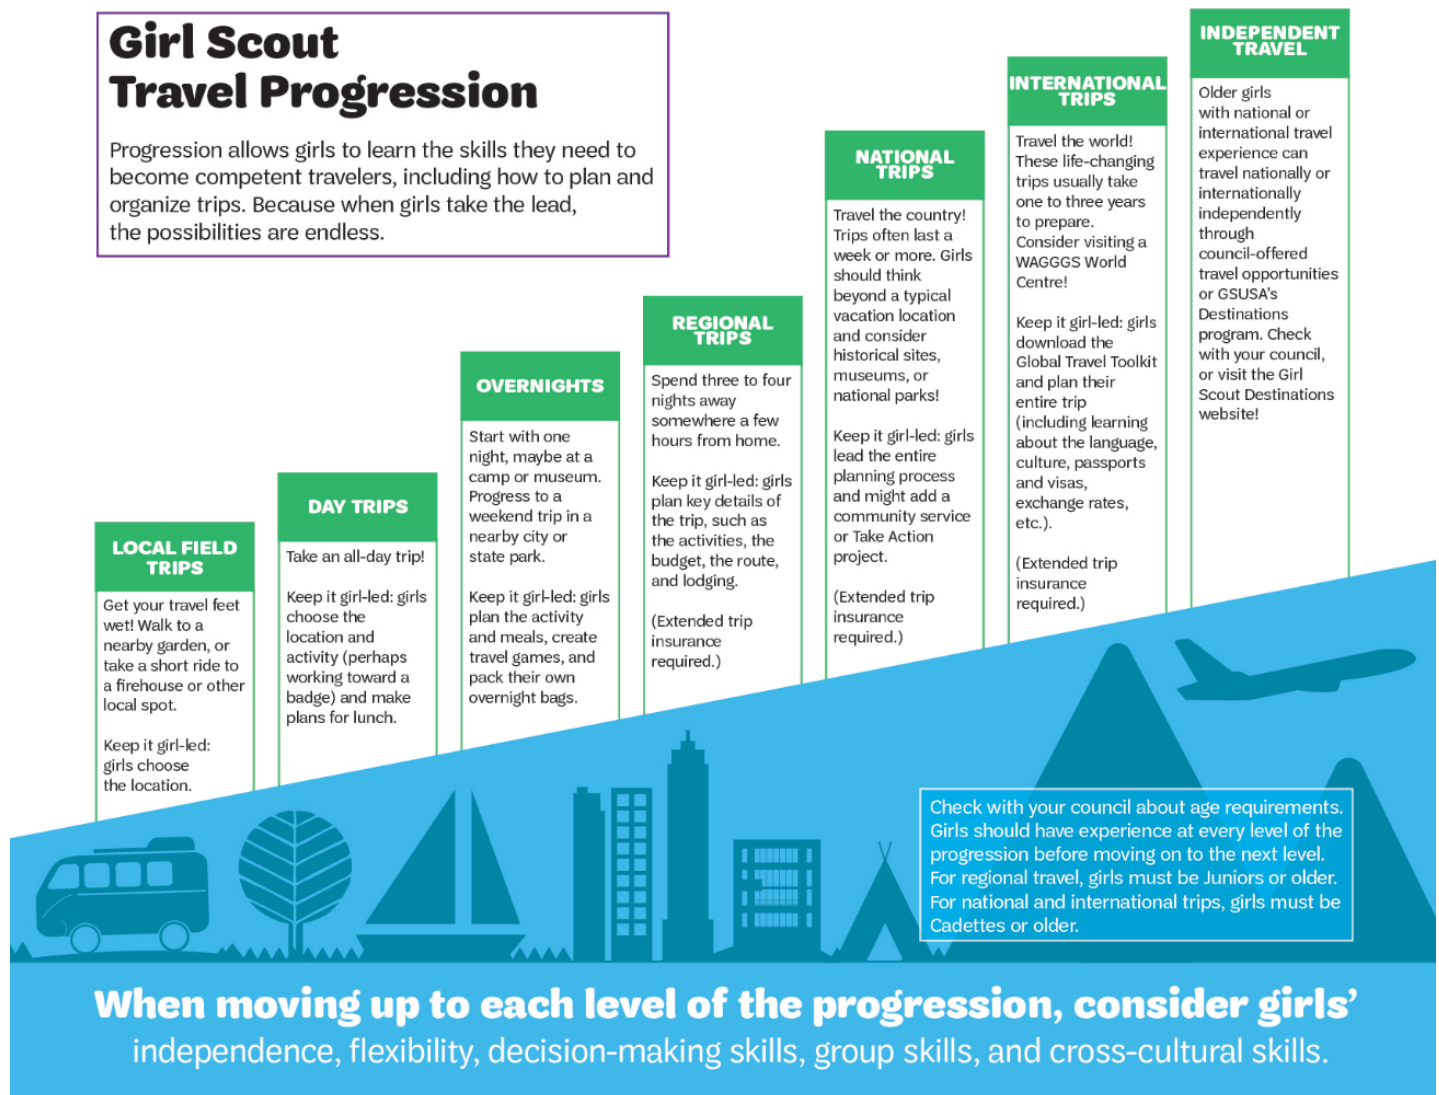 Girl Scout
Travel Progression
Progression allows girls to learn the skills they need to
become competent travelers, including how to plan and
organize trips. Because when girls take the lead,
the possibilities are endless.
LOCAL FIELD
TRIPS
Get your travel feet
wet! Walk to a
nearby garden, or
take a short ride to
a firehouse or other
local spot.
Keep it girl-led:
girls choose
the location.
DAY TRIPS
Take an all-day trip!
Keep it girl-led: girls
choose the
location and
activity (perhaps
working toward a
badge) and make
plans for lunch.
OVERNIGHTS
Start with one
night, maybe at a
camp or museum.
Progress to a
weekend trip in a
nearby city or
state park.
Keep it girl-led: girls
plan the activity
and meals, create
travel games, and
pack their own
overnight bags.
REGIONAL
TRIPS
Spend three to four
nights away
somewhere a few
hours from home.
Keep it girl-led: girls
plan key details of
the trip, such as
the activities, the
budget, the route,
and lodging.
(Extended trip
insurance
required.)
NATIONAL
TRIPS
Travel the country!
Trips often last a
week or more. Girls
should think
beyond a typical
vacation location
and consider
historical sites,
museums, or
national parks!
Keep it girl-led: girls
lead the entire
planning process
and might add a
community service
or Take Action
project.
(Extended trip
insurance
required.)
INTERNATIONAL
TRIPS
Travel the world!
These life-changing
trips usually take
one to three years
to prepare.
Consider visiting a
WAGGGS World
Centre!
Keep it girl-led: girls
download the
Global Travel Toolkit
and plan their
entire trip
(including learning
about the language,
culture, passports
and visas,
exchange rates,
etc.).
(Extended trip
insurance
required.)
INDEPENDENT
TRAVEL
Older girls
with national or
international travel
experience can
travel nationally or
internationally
independently
through
council-offered
travel opportunities
or GSUSA's
Destinations
program. Check
with your council,
or visit the Girl
Scout Destinations
website!
Check with your council about age requirements.
Girls should have experience at every level of the
progression before moving on to the next level.
For regional travel, girls must be Juniors or older.
For national and international trips, girls must be
Cadettes or older.
When moving up to each level of the progression, consider girls'
independence, flexibility, decision-making skills, group skills, and cross-cultural skills.